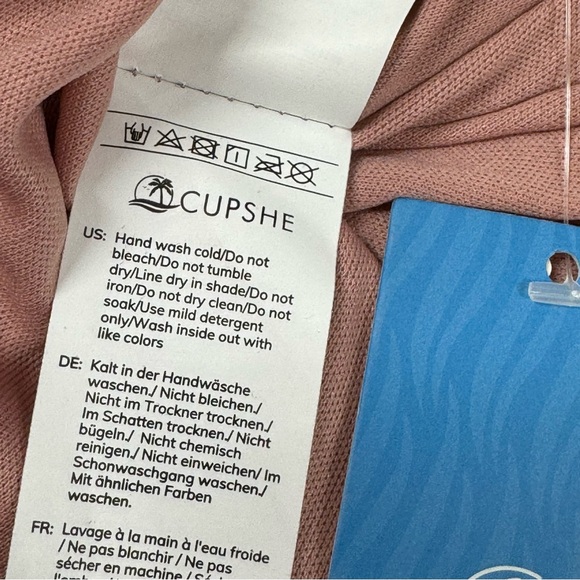 CUPSHE
US: Hand wash cold/Do not
bleach/Do not tumble
dry/Line dry in shade/Do not
iron/Do not dry clean/Do not
soak/Use mild detergent
only/Wash inside out with
like colors
DE: Kalt in der Handwäsche
waschen./ Nicht bleichen./
Nicht im Trockner trocknen./
Im Schatten trocknen./ Nicht
bügeln./ Nicht chemisch
reinigen./ Nicht einweichen/ Im
Schonwaschgang waschen./
Mit ähnlichen Farben
waschen.
FR: Lavage à la main à l'eau froide
/ Ne pas blanchir / Ne pas
sécher en machine / Sé